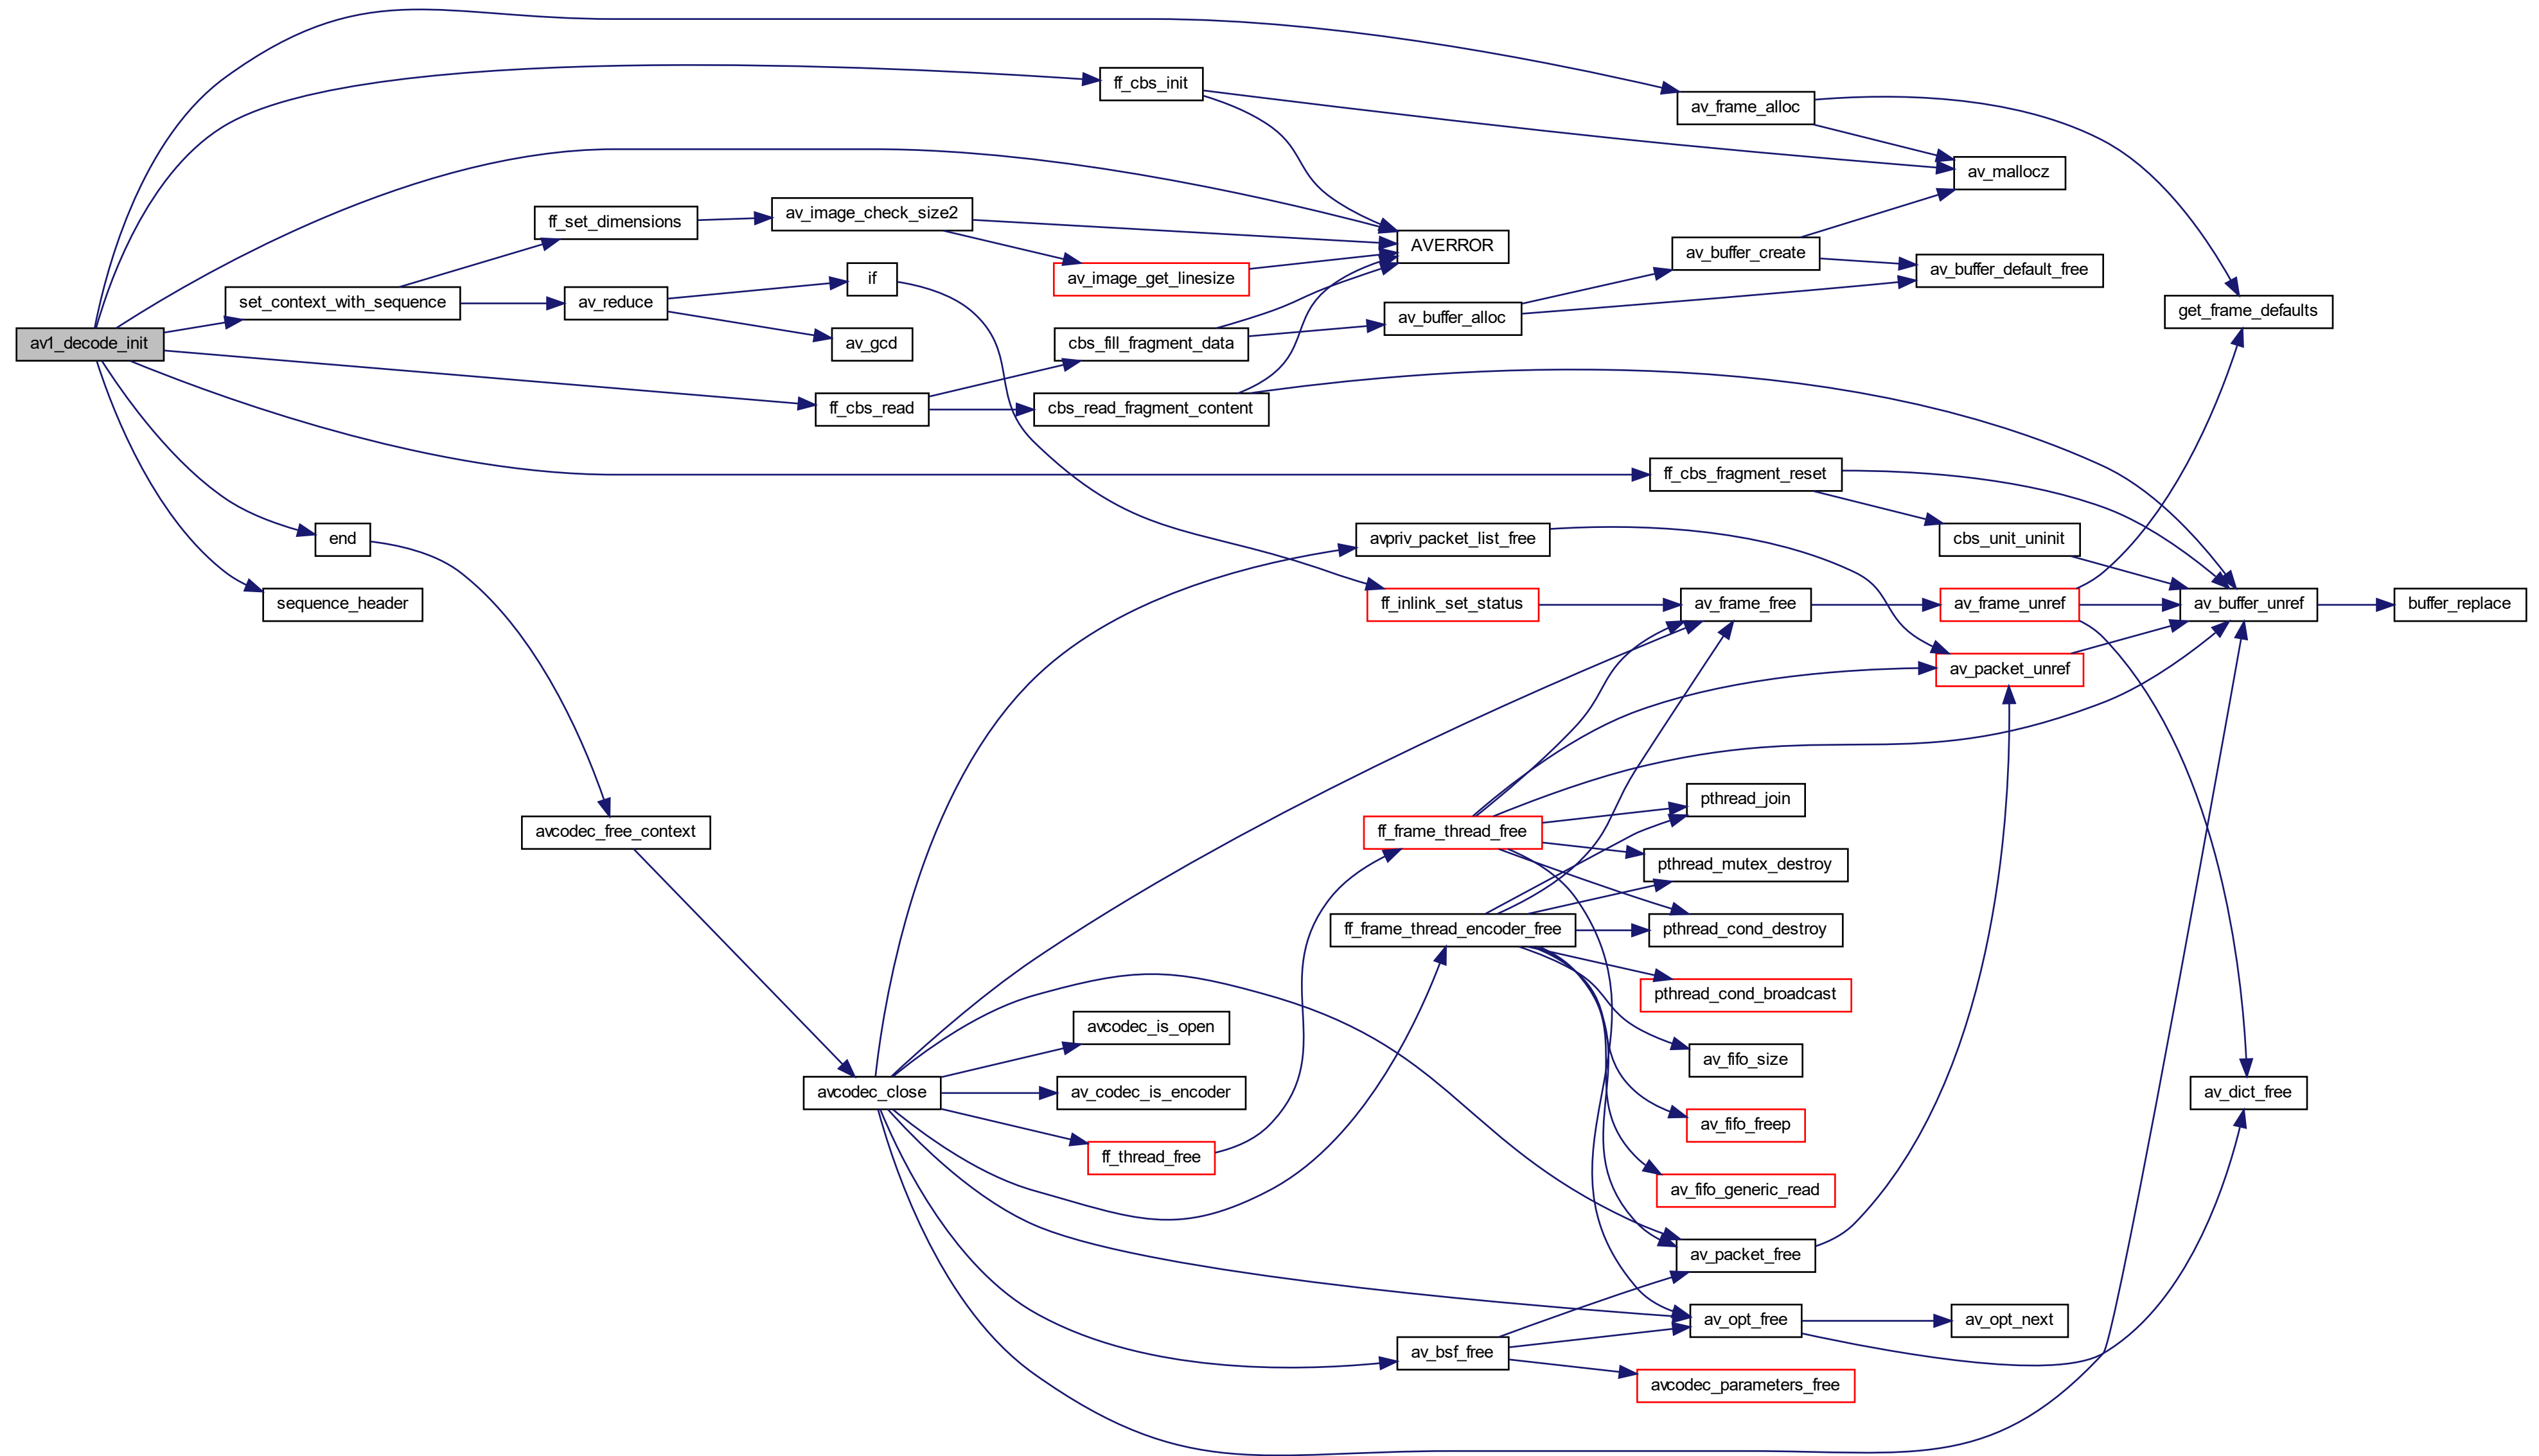 ff_cbs_init
av_frame_alloc
av_mallocz
av_image_check_size2
ff_set_dimensions
AVERROR
av_buffer_create
av_buffer_default_free
av_image_get_linesize
if
set_context_with_sequence
av_reduce
get_frame_defaults
av_buffer_alloc
av1_decode_init
av_gcd
cbs_fill_fragment_data
ff_cbs_read
cbs_read_fragment_content
ff_cbs_fragment_reset
end
avpriv_packet_list_free
cbs_unit_uninit
sequence_header
ff_inlink_set_status
av_frame_free
av_frame_unref
av_buffer_unref
buffer_replace
av_packet_unref
pthread_join
avcodec_free_context
ff_frame_thread_free
pthread_mutex_destroy
ff_frame_thread_encoder_free
pthread_cond_destroy
pthread_cond_broadcast
avcodec_is_open
av_fifo_size
avcodec_close
av_codec_is_encoder
av_dict_free
av_fifo_freep
ff_thread_free
av_fifo_generic_read
av_packet_free
av_opt_free
av_opt_next
av_bsf_free
avcodec_parameters_free